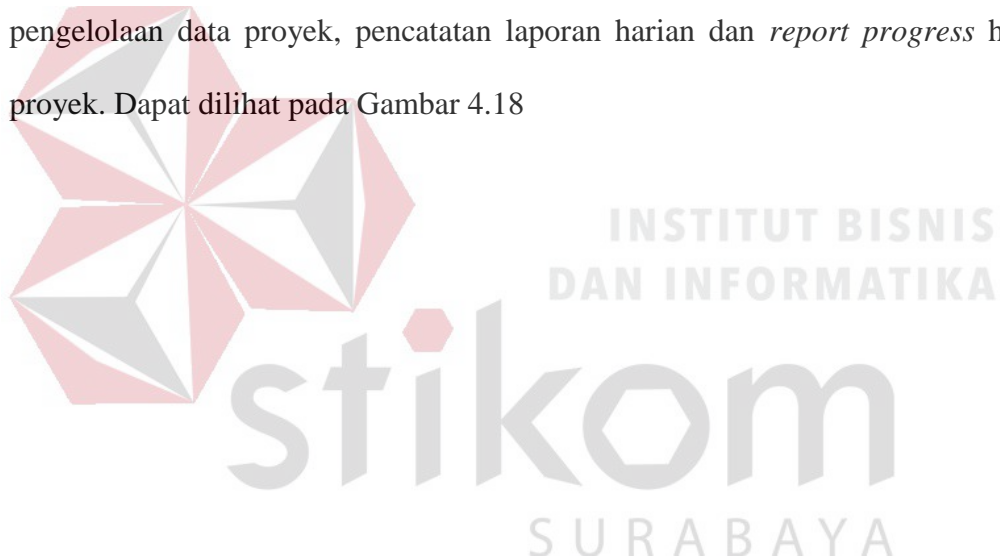 pengelolaan data proyek, pencatatan laporan harian dan report progress h
proyek. Dapat dilihat pada Gambar 4.18
INSTITUT BISNIS
DAN INFORMATIKA
stikom
SURABAYA